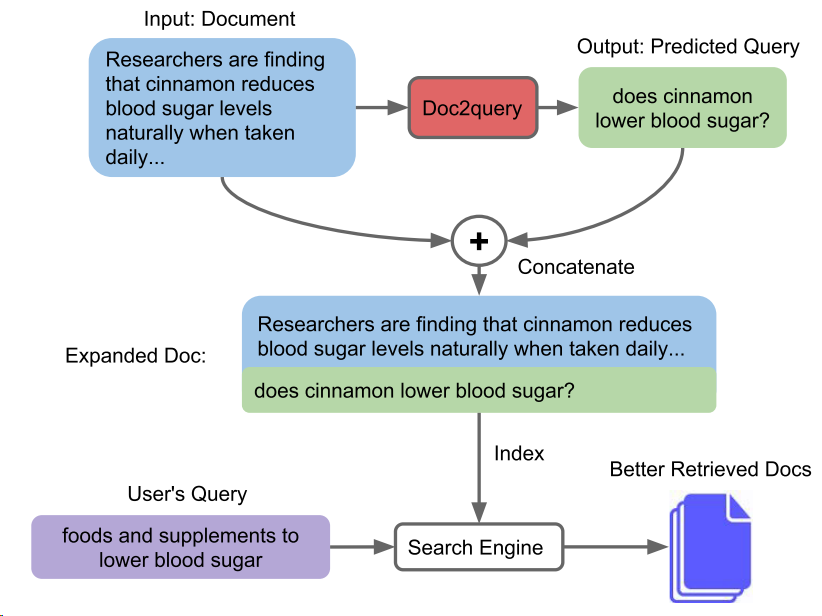 Input: Document
Researchers are finding
that cinnamon reduces
blood sugar levels
naturally when taken
daily...
Doc2query
Output: Predicted Query
does cinnamon
lower blood sugar?
+
Concatenate
Expanded Doc:
Researchers are finding that cinnamon reduces
blood sugar levels naturally when taken daily...
does cinnamon lower blood sugar?
Index
User's Query
foods and supplements to
lower blood sugar
Search Engine
Better Retrieved Docs